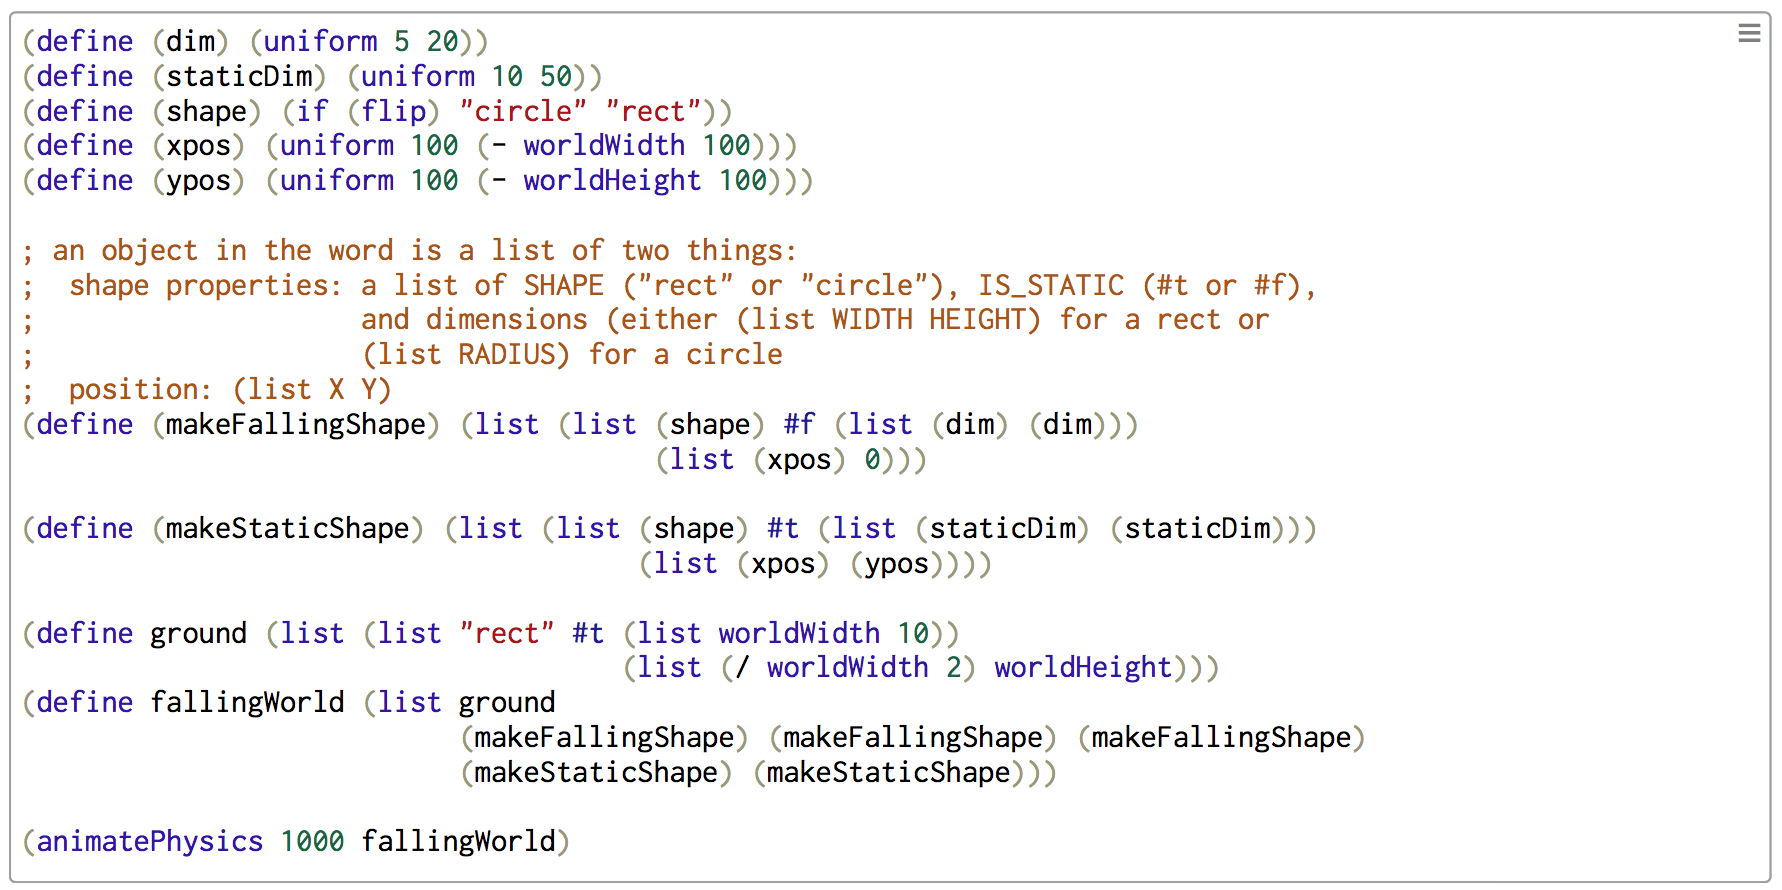 (define (dim) (uniform 5 20))
(define (staticDim) (uniform 10 50))
(define (shape) (if (flip) "circle" "rect"))
(define (xpos) (uniform 100 (- worldWidth 100)))
(define (ypos) (uniform 100 (- worldHeight 100)))

; an object in the word is a list of two things:
;  shape properties: a list of SHAPE ("rect" or "circle"), IS_STATIC (#t or #f),
;                    and dimensions (either (list WIDTH HEIGHT) for a rect or
;                    (list RADIUS) for a circle
;  position: (list X Y)
(define (makeFallingShape) (list (list (shape) #f (list (dim) (dim)))
                                       (list (xpos) 0)))

(define (makeStaticShape) (list (list (shape) #t (list (staticDim) (staticDim)))
                                      (list (xpos) (ypos))))

(define ground (list (list "rect" #t (list worldWidth 10))
                                     (list (/ worldWidth 2) worldHeight)))
(define fallingWorld (list ground
                           (makeFallingShape) (makeFallingShape) (makeFallingShape)
                           (makeStaticShape) (makeStaticShape)))

(animatePhysics 1000 fallingWorld)